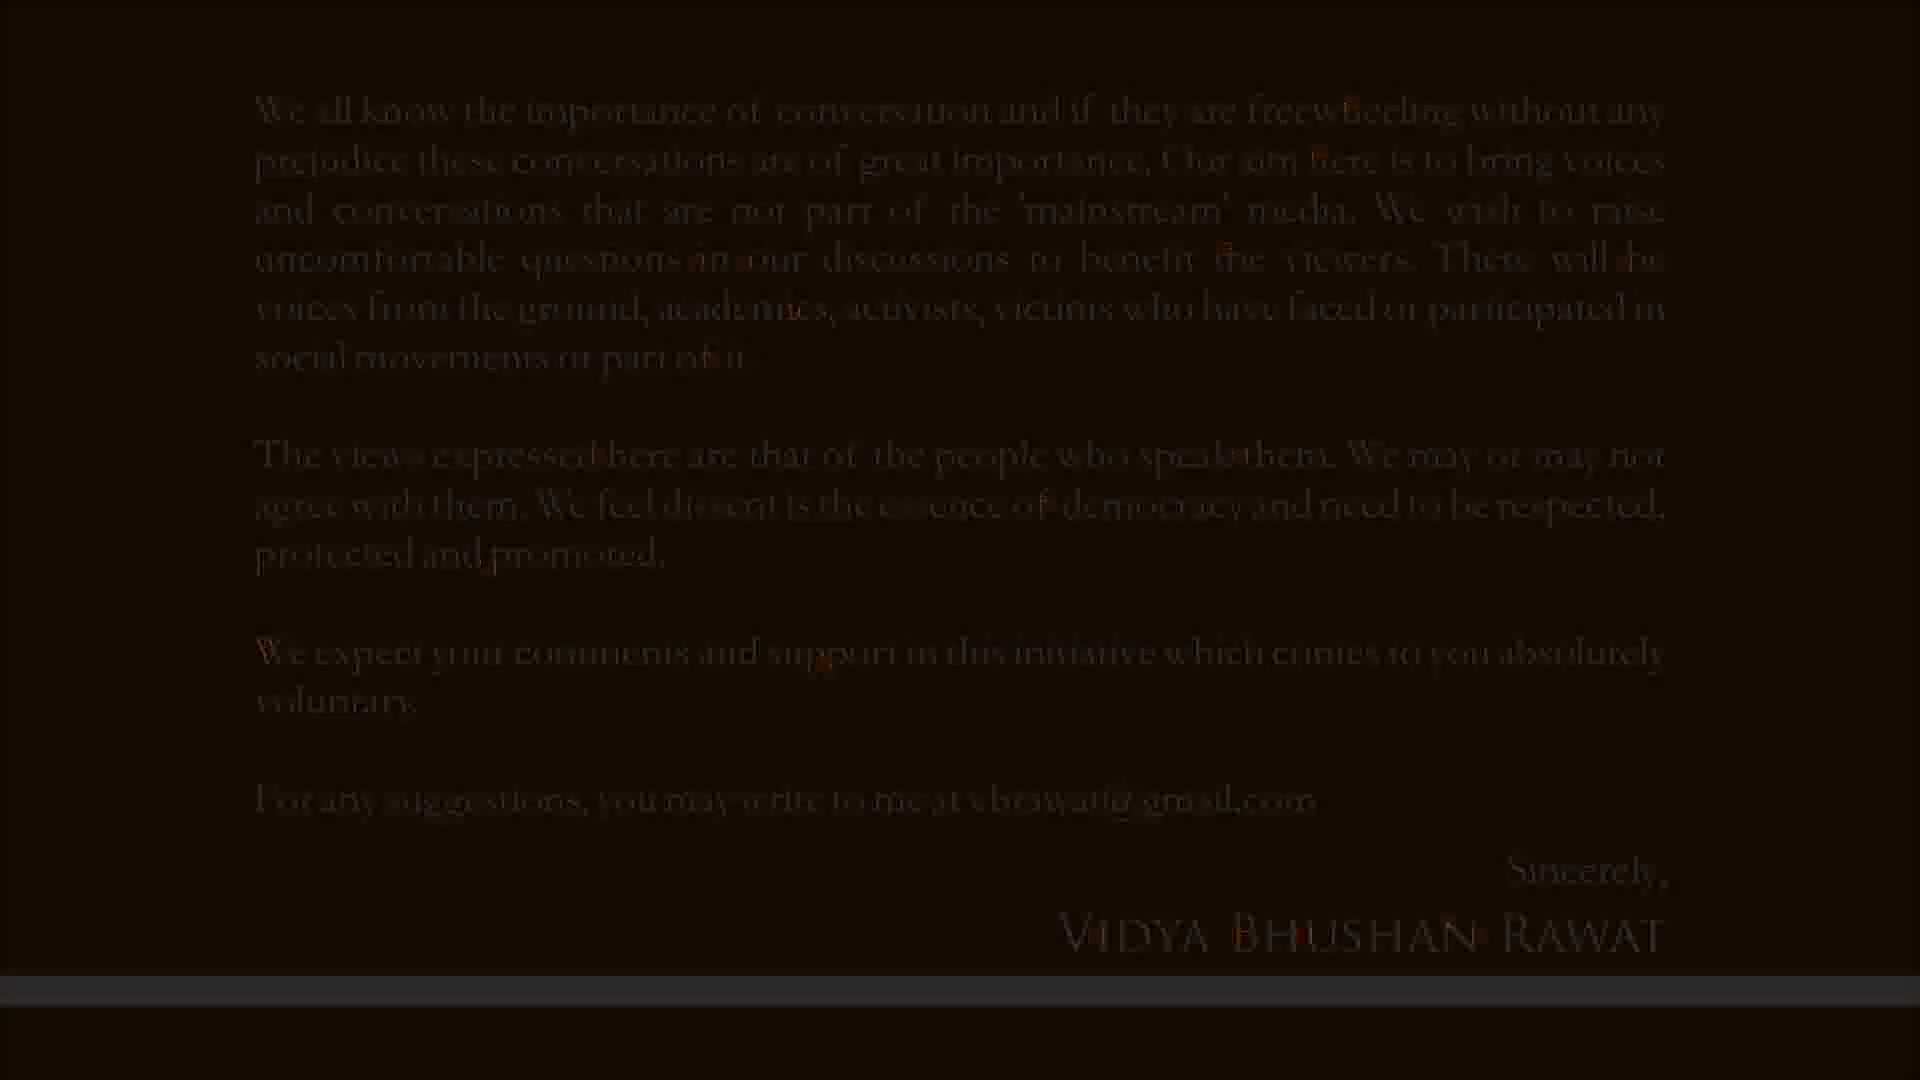 We all know the importance of conversation and if they are freewheeling without any
prejudice these conversations are of great importance. Our aim here is to bring voices
and conversations that are not part of the 'mainstream' media. We wish to raise
uncomfortable questions in our discussions to benefit the viewers. There will be
voices from the ground, academics, activists, victims who have faced or participated in
social movements or part of it.
The views expressed here are that of the people who speak them. We may or may not
agree with them. We feel dissent is the essence of democracy and need to be respected,
protected and promoted.
We expect your comments and support in this initiative which comes to you absolutely
voluntary.
For any suggestions, you may write to me at vbrawat@gmail.com
Sincerely,
VIDYA BHUSHAN RAWAT